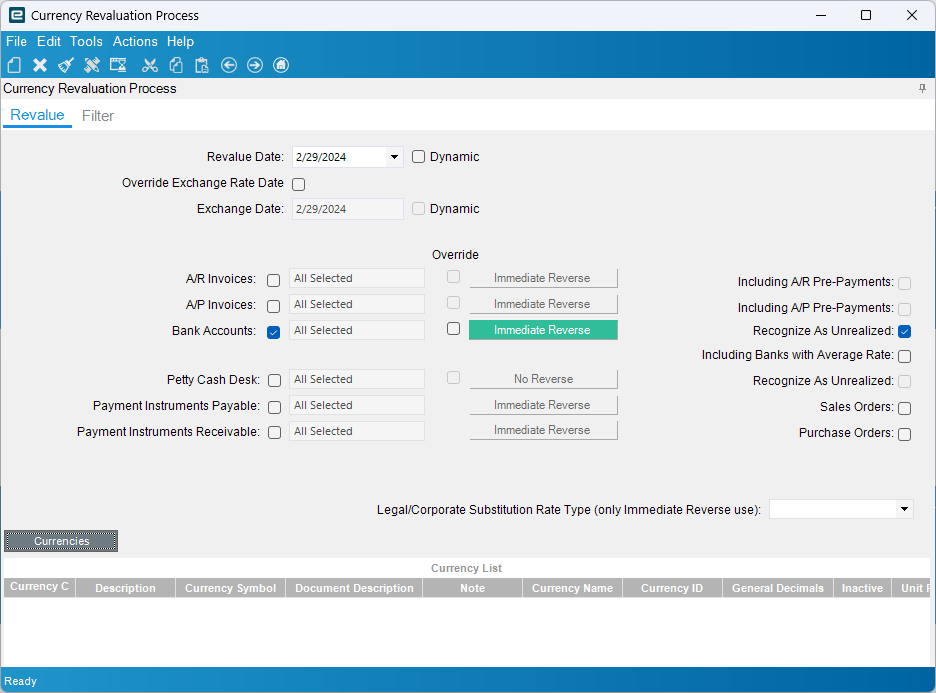 Currency Revaluation Process
File Edit Tools Actions Help
Currency Revaluation Process
Revalue Filter
Revalue Date: 2/29/2024 Dynamic
Override Exchange Rate Date
Exchange Date: 2/29/2024 Dynamic
Override
A/R Invoices: All Selected Immediate Reverse Including A/R Pre-Payments:
A/P Invoices: All Selected Immediate Reverse Including A/P Pre-Payments:
Bank Accounts: All Selected Immediate Reverse Recognize As Unrealized:
Including Banks with Average Rate:
Petty Cash Desk: All Selected No Reverse Recognize As Unrealized:
Payment Instruments Payable: All Selected Immediate Reverse Sales Orders:
Payment Instruments Receivable: All Selected Immediate Reverse Purchase Orders:
Legal/Corporate Substitution Rate Type (only Immediate Reverse use):
Currencies
Currency List
Currency C Description Currency Symbol Document Description Note Currency Name Currency ID General Decimals Inactive Unit
Ready